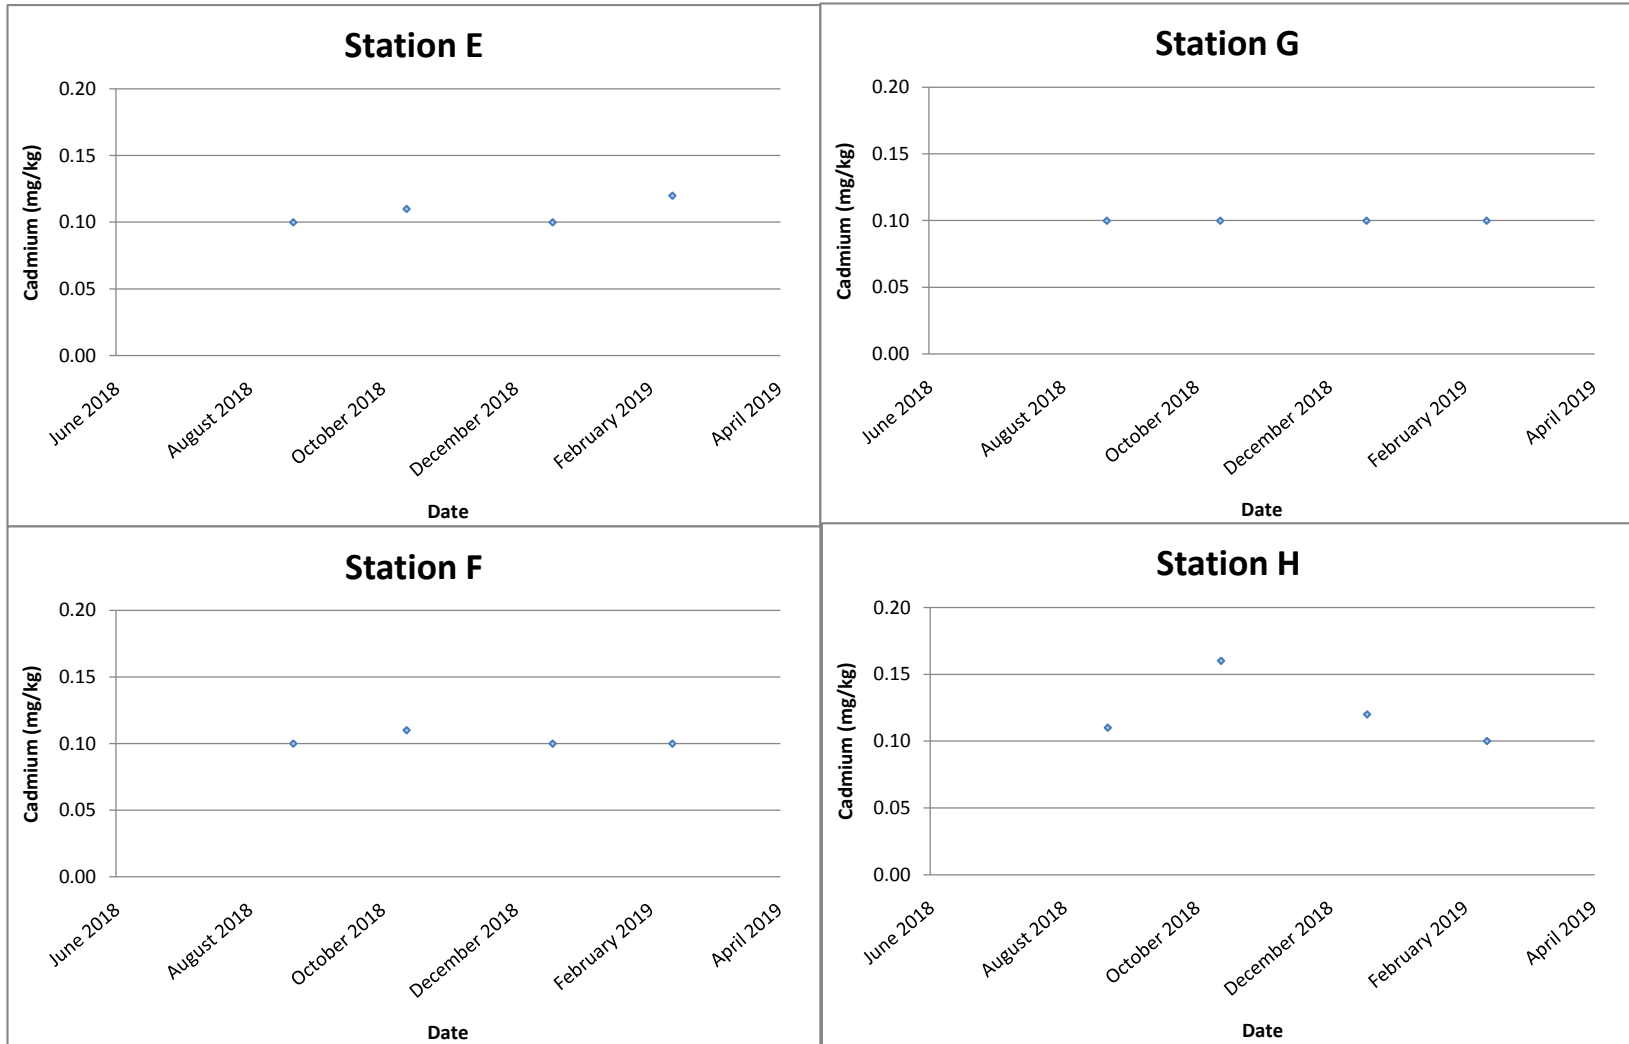 Station E
0.20
0.15
0.10
0.05
0.00
Cadmium (mg/kg)
June 2018
August 2018
October 2018
December 2018
February 2019
April 2019
Date
Station G
0.20
0.15
0.10
0.05
0.00
Cadmium (mg/kg)
June 2018
August 2018
October 2018
December 2018
February 2019
April 2019
Date
Station F
0.20
0.15
0.10
0.05
0.00
Cadmium (mg/kg)
June 2018
August 2018
October 2018
December 2018
February 2019
April 2019
Date
Station H
0.20
0.15
0.10
0.05
0.00
Cadmium (mg/kg)
June 2018
August 2018
October 2018
December 2018
February 2019
April 2019
Date